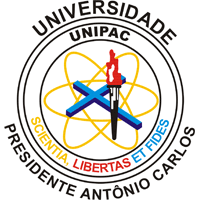 UNIVERSIDADE
UNIPAC
SCIENTIA LIBERTAS ET FIDES
PRESIDENTE ANTÔNIO CARLOS